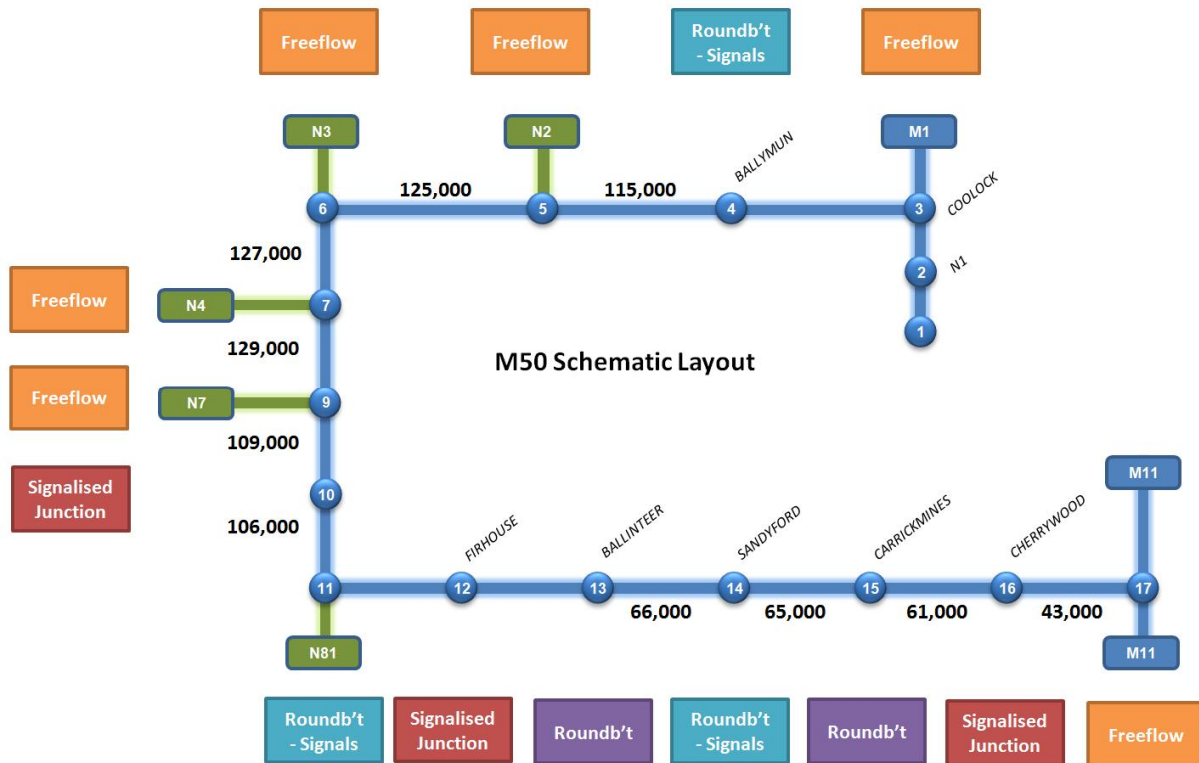 Freeflow
Freeflow
Roundb't
- Signals
Freeflow
N3
N2
M1
BALLYMUN
COOLOCK
125,000
115,000
6
5
4
3
127,000
N1
2
Freeflow
N4
7
1
129,000
M50 Schematic Layout
Freeflow
N7
9
109,000
Signalised
Junction
10
M11
106,000
FIRHOUSE
BALLINTEER
SANDYFORD
CARRICKMINES
CHERRYWOOD
11
12
13
14
15
16
17
66,000
65,000
61,000
43,000
N81
M11
Roundb't
- Signals
Signalised
Junction
Roundb't
Roundb't
- Signals
Roundb't
Signalised
Junction
Freeflow